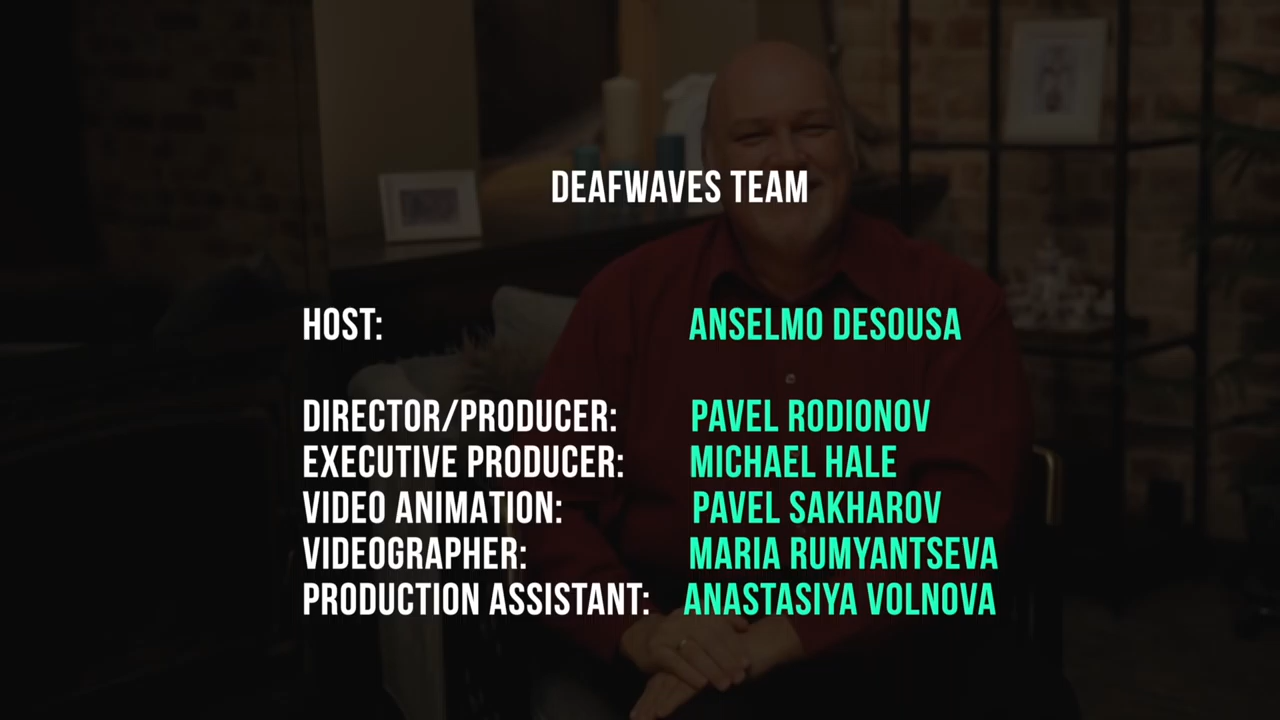 DEAFWAVES TEAM
HOST: ANSELMO DESOUSA
DIRECTOR/PRODUCER: PAVEL RODIONOV
EXECUTIVE PRODUCER: MICHAEL HALE
VIDEO ANIMATION: PAVEL SAKHAROV
VIDEOGRAPHER: MARIA RUMYANTSEVA
PRODUCTION ASSISTANT: ANASTASIYA VOLNOVA